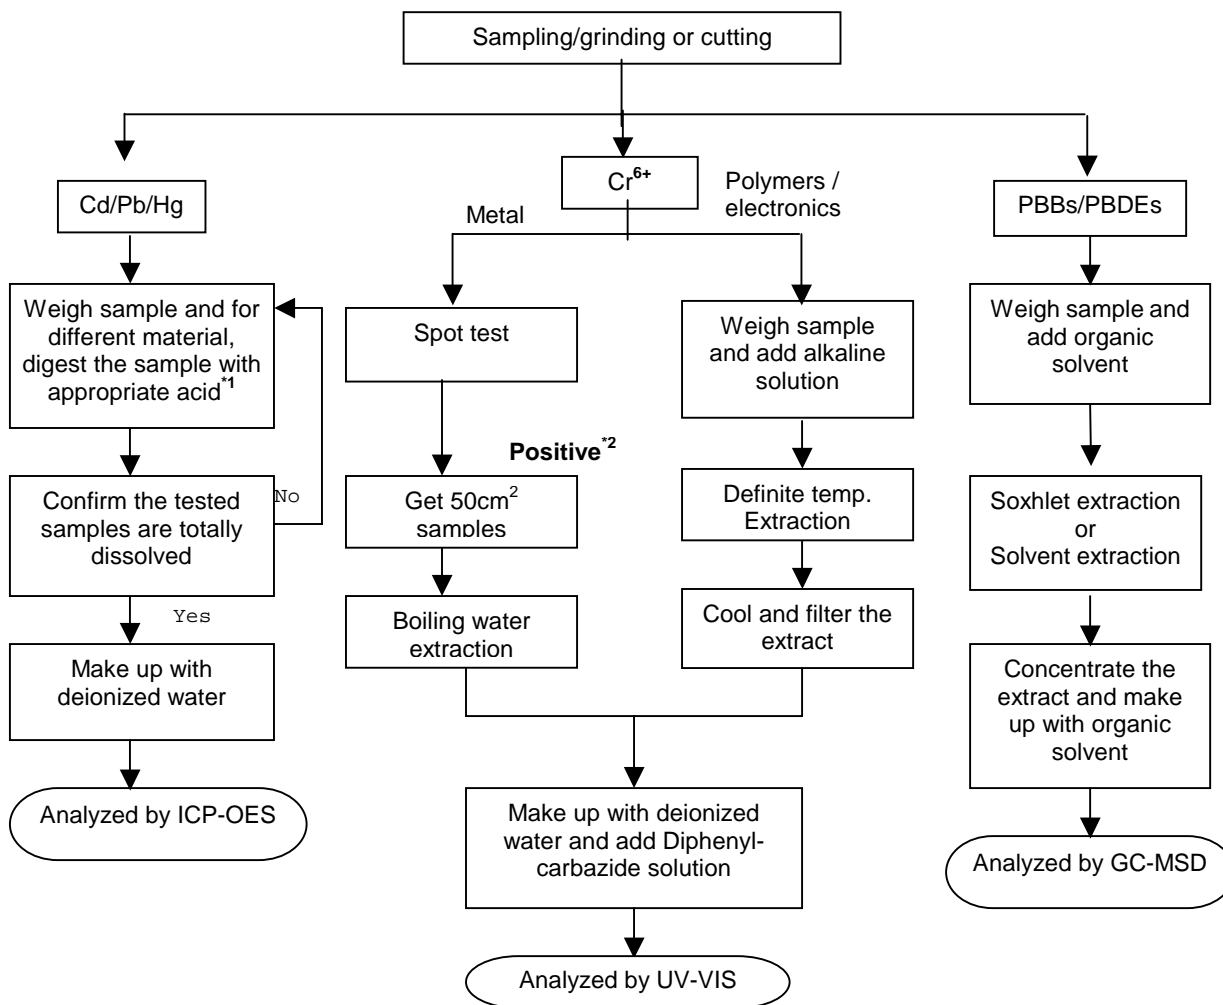 Sampling/grinding or cutting
Cd/Pb/Hg
Weigh sample and for
different material,
digest the sample with
appropriate acid*1
Confirm the tested
samples are totally
dissolved
No
Yes
Make up with
deionized water
Analyzed by ICP-OES
Cr6+
Metal
Polymers /
electronics
Spot test
Positive*2
Get 50cm2
samples
Boiling water
extraction
Weigh sample
and add alkaline
solution
Definite temp.
Extraction
Cool and filter the
extract
Make up with deionized
water and add Diphenyl-
carbazide solution
Analyzed by UV-VIS
PBBs/PBDEs
Weigh sample and
add organic
solvent
Soxhlet extraction
or
Solvent extraction
Concentrate the
extract and make
up with organic
solvent
Analyzed by GC-MSD